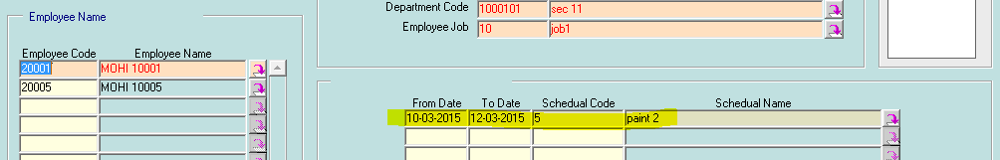 Department Code 1000101 sec 11
Employee Job 10 job1
Employee Name
Employee Code Employee Name
20001 MOHI 10001
20005 MOHI 10005
From Date To Date Schedual Code Schedual Name
10-03-2015 12-03-2015 5 paint 2